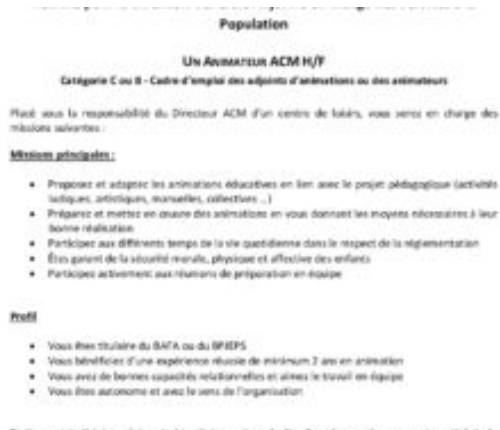 Population
UN ANIMATEUR ACM H/F
Catégorie C ou B - Cadre d'emploi des adjoints d'animations ou des animateurs
Placé sous la responsabilité du Directeur ACM d'un centre de loisirs, vous serez en charge des
missions suivantes :
Missions principales :
• Proposez et adaptez les animations éducatives en lien avec le projet pédagogique (activités
ludiques, artistiques, manuelles, collectives ...)
• Préparez et mettez en œuvre des animations en vous donnant les moyens nécessaires à leur
bonne réalisation
• Participez aux différents temps de la vie quotidienne dans le respect de la réglementation
• Êtes garant de la sécurité morale, physique et affective des enfants
• Participez activement aux réunions de préparation en équipe
Profil
• Vous êtes titulaire du BAFA ou du BPJEPS
• Vous bénéficiez d'une expérience réussie de minimum 2 ans en animation
• Vous avez de bonnes capacités relationnelles et aimez le travail en équipe
• Vous êtes autonome et avez le sens de l'organisation